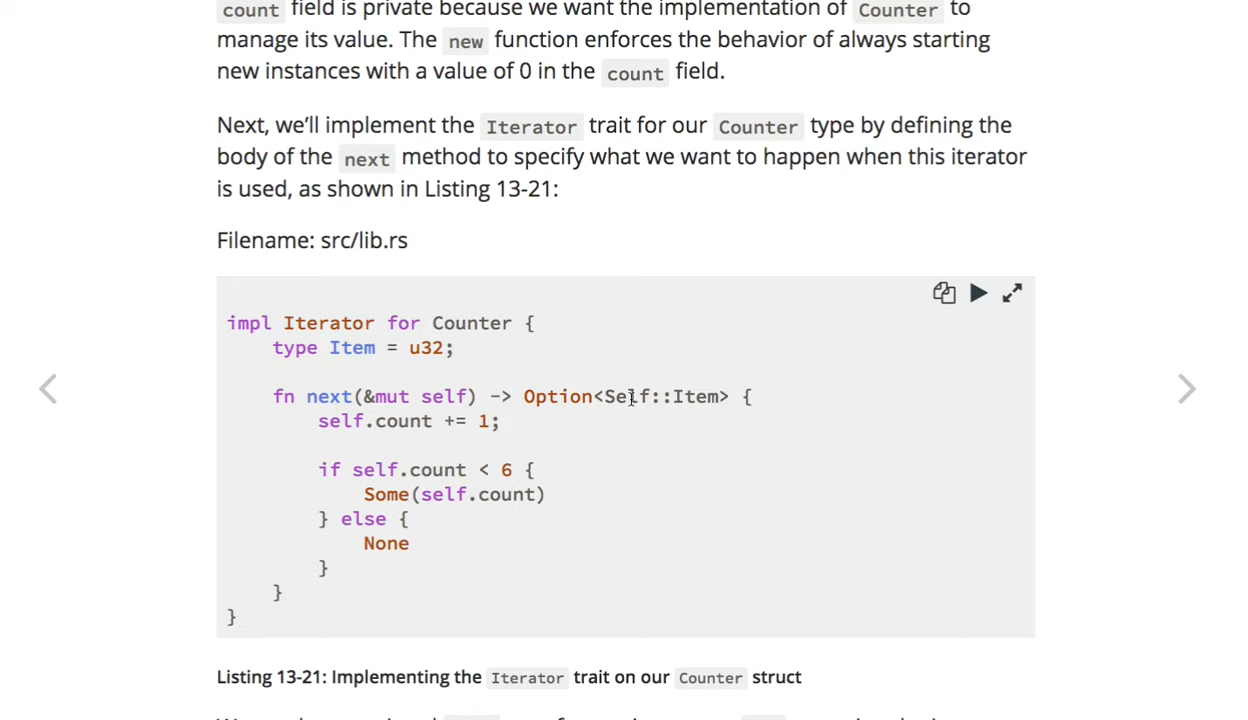 count field is private because we want the implementation of Counter to
manage its value. The new function enforces the behavior of always starting
new instances with a value of 0 in the count field.
Next, we’ll implement the Iterator trait for our Counter type by defining the
body of the next method to specify what we want to happen when this iterator
is used, as shown in Listing 13-21:
Filename: src/lib.rs
impl Iterator for Counter {
    type Item = u32;
    fn next(&mut self) -> Option<Self::Item> {
        self.count += 1;
        if self.count < 6 {
            Some(self.count)
        } else {
            None
        }
    }
}
Listing 13-21: Implementing the Iterator trait on our Counter struct